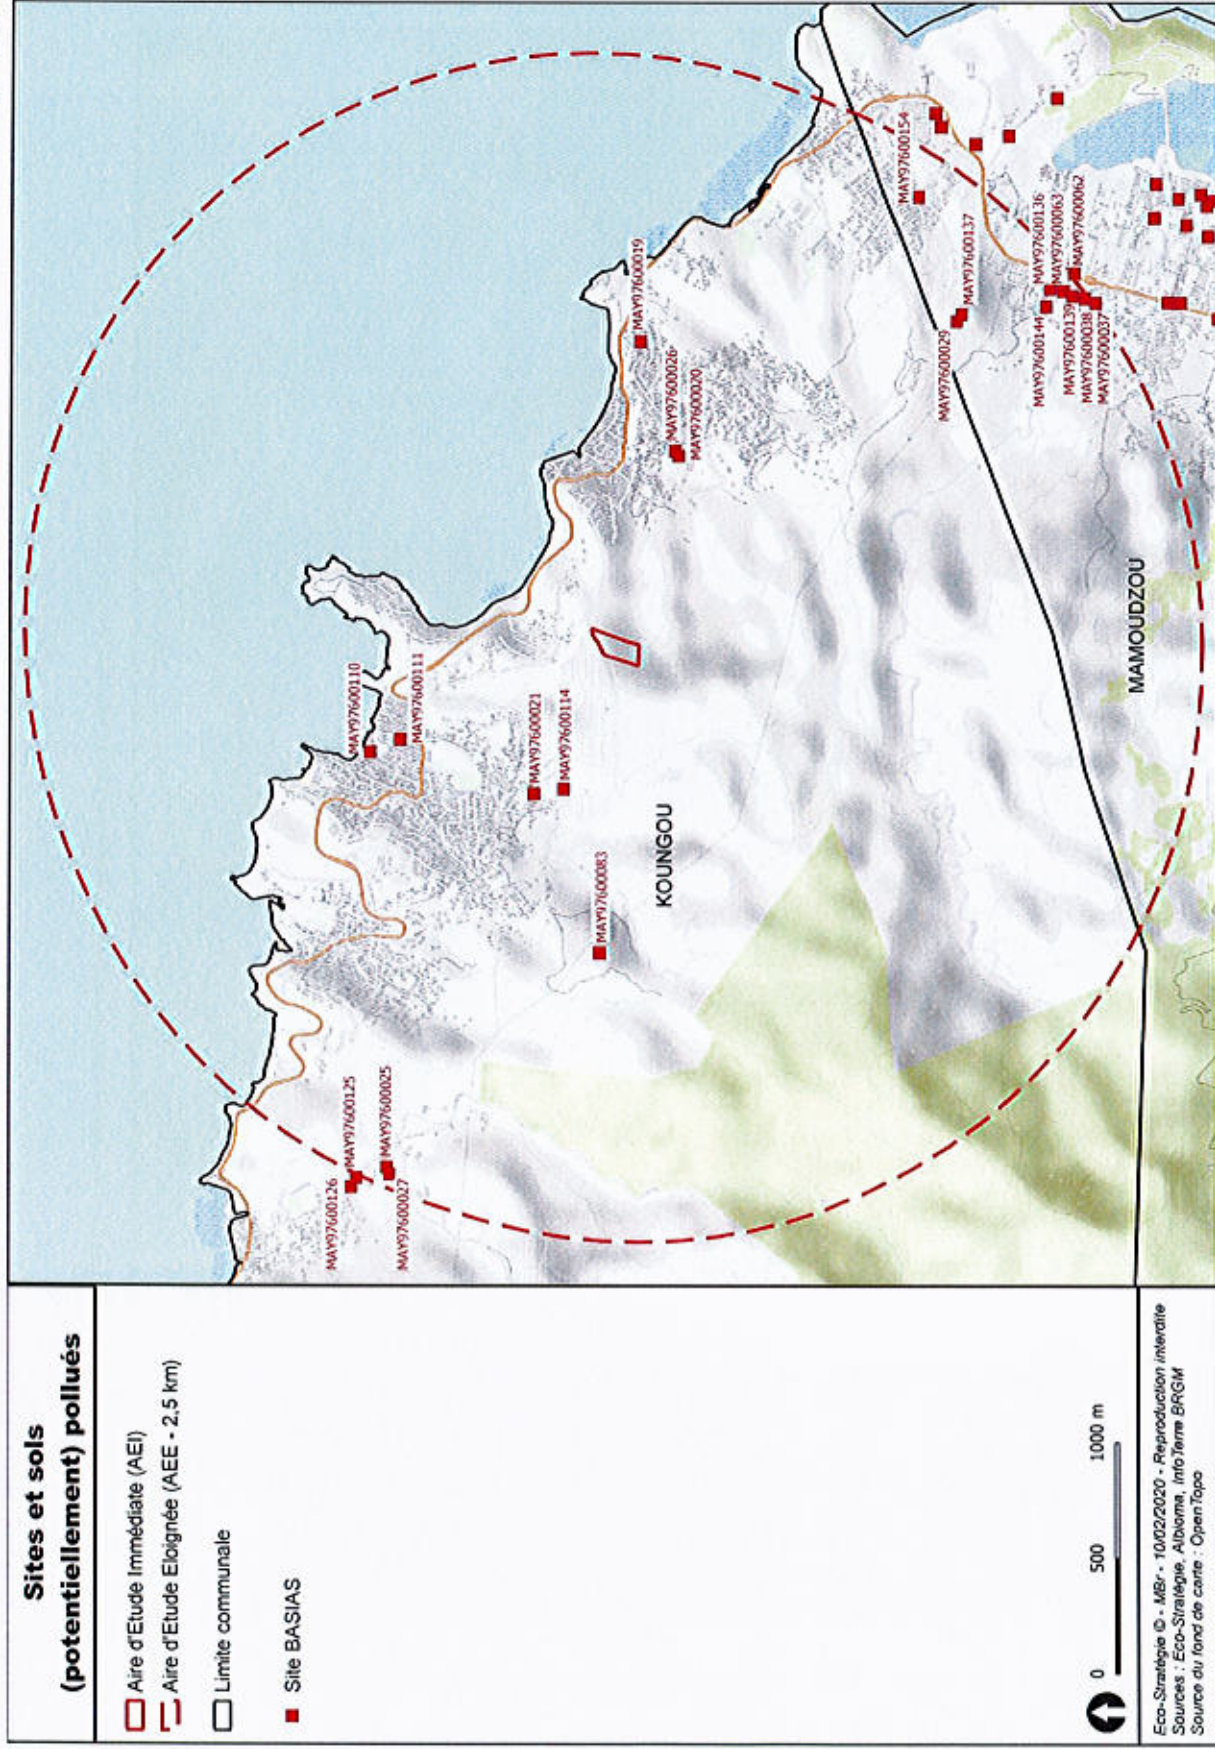 Sites et sols
(potentiellement) pollués
Aire d'Etude Immédiate (AEI)
Aire d'Etude Eloignée (AEE - 2,5 km)
Limite communale
Site BASIAS
0 500 1000 m
Eco-Stratégie © - MBr - 10/02/2020 - Reproduction interdite
Sources : Eco-Stratégie, Albioma, InfoTerre BRGM
Source du fond de carte : OpenTopo
MAY97600126
MAY97600125
MAY97600027
MAY97600025
MAY97600083
KOUNGOU
MAY97600110
MAY97600111
MAY97600021
MAY97600114
MAY97600019
MAY97600026
MAY97600020
MAY97600154
MAY97600137
MAY97600029
MAY97600136
MAY97600063
MAY97600062
MAY97600144
MAY97600139
MAY97600038
MAY97600037
MAMOUDZOU